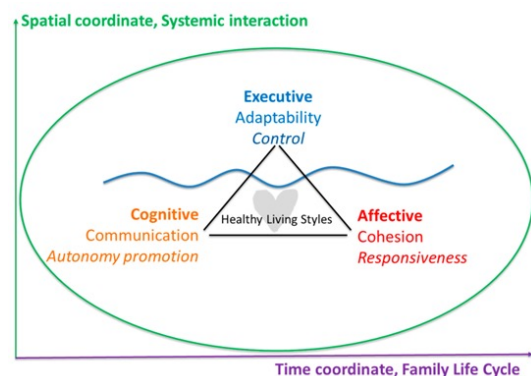 Spatial coordinate, Systemic interaction
Executive
Adaptability
Control
Cognitive
Communication
Autonomy promotion
Healthy Living Styles
Affective
Cohesion
Responsiveness
Time coordinate, Family Life Cycle